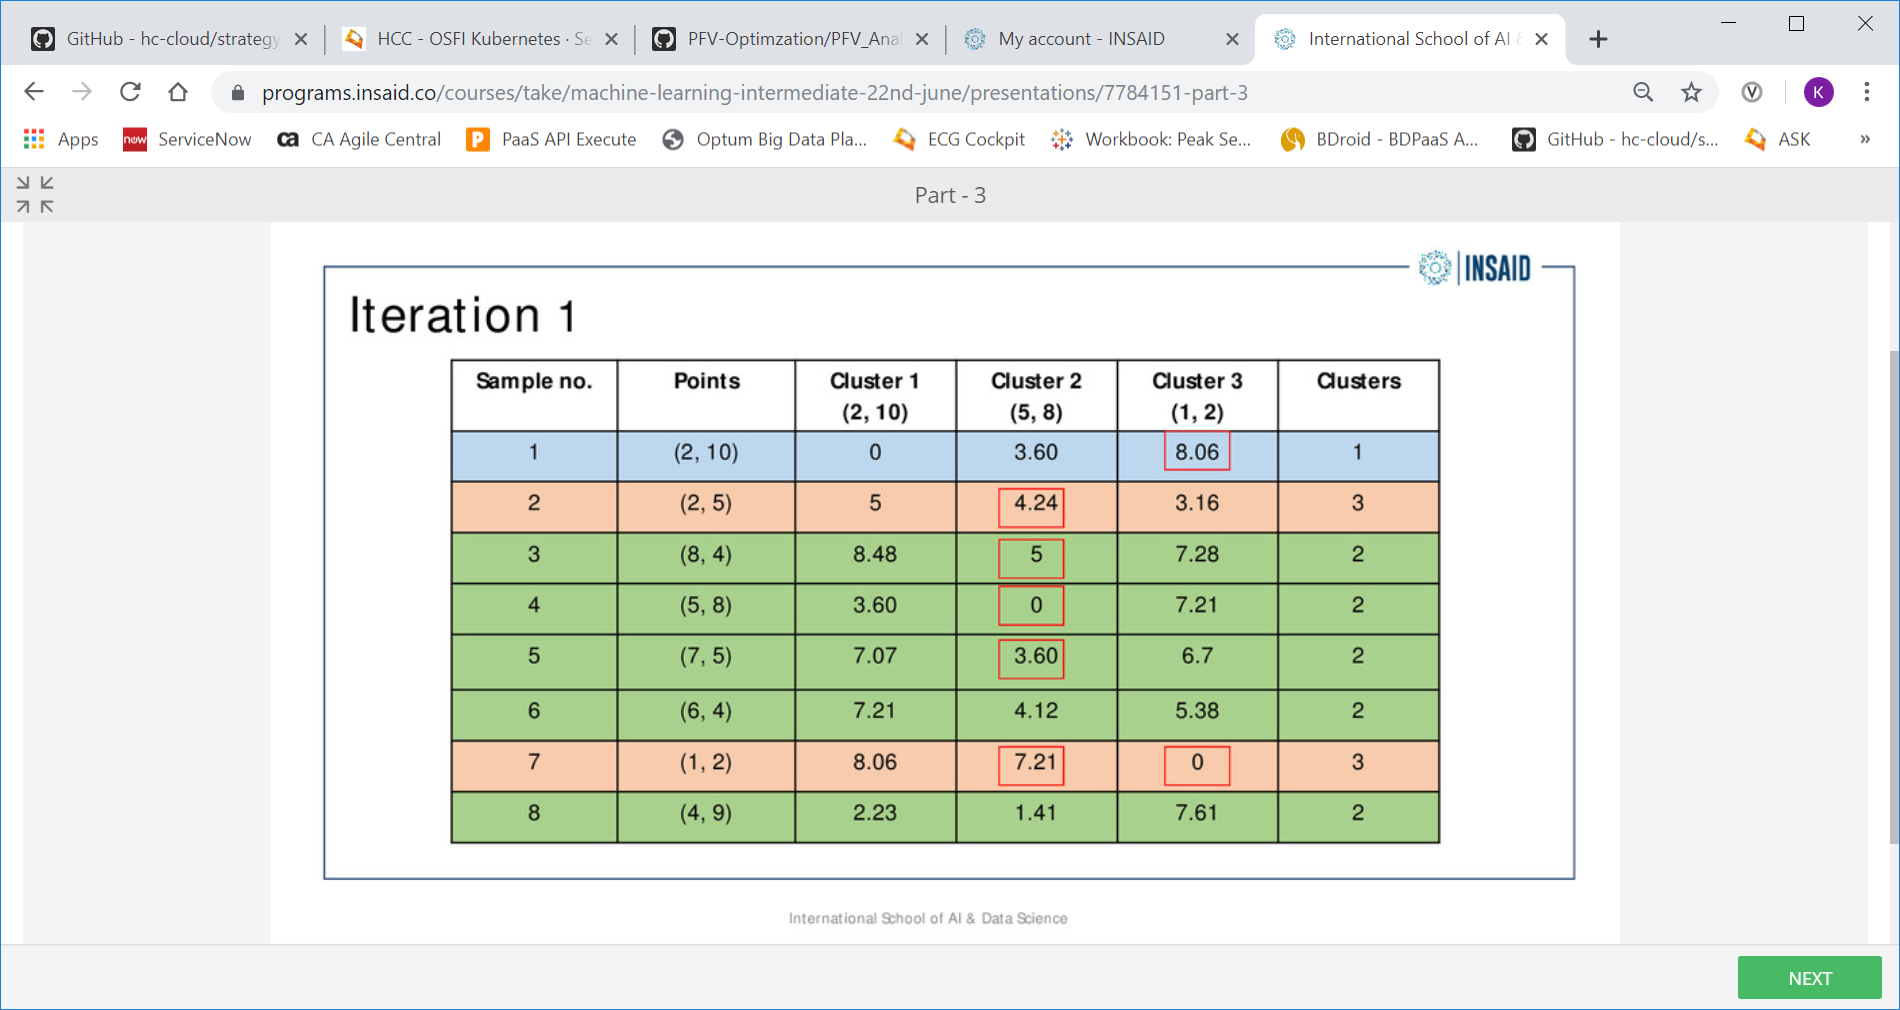 GitHub - hc-cloud/strategy
HCC - OSFI Kubernetes · Se
PFV-Optimzation/PFV_Anal
My account - INSAID
International School of AI &
programs.insaid.co/courses/take/machine-learning-intermediate-22nd-june/presentations/7784151-part-3
K
Apps
now ServiceNow
ca CA Agile Central
P PaaS API Execute
Optum Big Data Pla...
ECG Cockpit
Workbook: Peak Se...
BDroid - BDPaaS A...
GitHub - hc-cloud/s...
ASK
»
Part - 3
INSAID
Iteration 1
Sample no. Points Cluster 1 (2, 10) Cluster 2 (5, 8) Cluster 3 (1, 2) Clusters
1 (2, 10) 0 3.60 8.06 1
2 (2, 5) 5 4.24 3.16 3
3 (8, 4) 8.48 5 7.28 2
4 (5, 8) 3.60 0 7.21 2
5 (7, 5) 7.07 3.60 6.7 2
6 (6, 4) 7.21 4.12 5.38 2
7 (1, 2) 8.06 7.21 0 3
8 (4, 9) 2.23 1.41 7.61 2
International School of AI & Data Science
NEXT